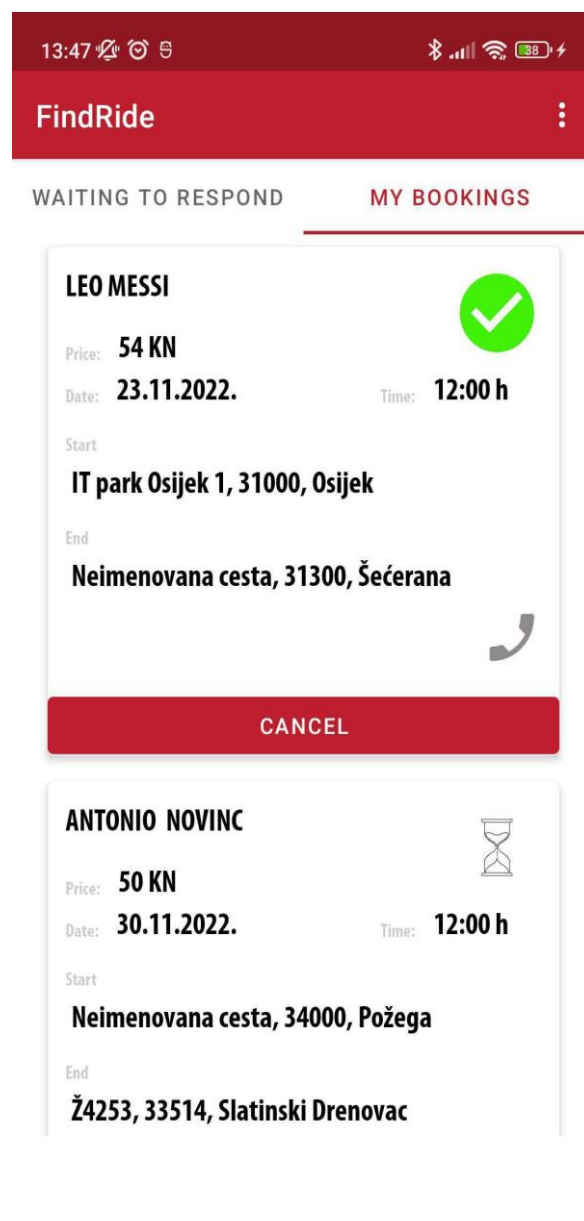 13:47
38
FindRide
WAITING TO RESPOND MY BOOKINGS
LEO MESSI
Price: 54 KN
Date: 23.11.2022. Time: 12:00 h
Start
IT park Osijek 1, 31000, Osijek
End
Neimenovana cesta, 31300, Šećerana
CANCEL
ANTONIO NOVINC
Price: 50 KN
Date: 30.11.2022. Time: 12:00 h
Start
Neimenovana cesta, 34000, Požega
End
Ž4253, 33514, Slatinski Drenovac